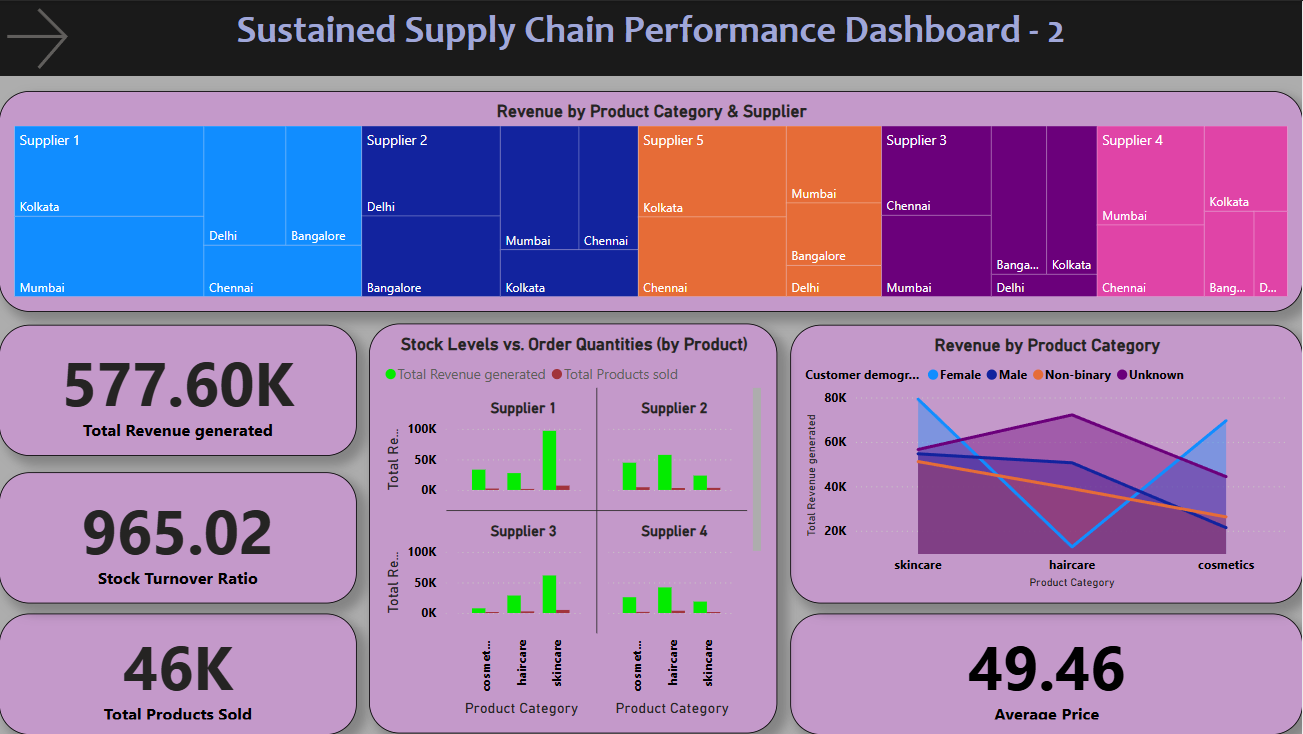 Sustained Supply Chain Performance Dashboard - 2
Revenue by Product Category & Supplier
Supplier 1
Kolkata
Mumbai
Delhi
Bangalore
Chennai
Supplier 2
Delhi
Bangalore
Mumbai
Chennai
Kolkata
Supplier 5
Kolkata
Chennai
Mumbai
Bangalore
Delhi
Supplier 3
Chennai
Mumbai
Banga...
Kolkata
Delhi
Supplier 4
Mumbai
Chennai
Kolkata
Bang...
D...
577.60K
Total Revenue generated
965.02
Stock Turnover Ratio
46K
Total Products Sold
Stock Levels vs. Order Quantities (by Product)
Total Revenue generated Total Products sold
Supplier 1
Supplier 2
Total Re...
100K
50K
0K
Supplier 3
Supplier 4
Total Re...
100K
50K
0K
cosmet...
haircare
skincare
cosmet...
haircare
skincare
Product Category
Product Category
Revenue by Product Category
Customer demogr... Female Male Non-binary Unknown
Total Revenue generated
80K
60K
40K
20K
skincare
haircare
cosmetics
Product Category
49.46
Average Price